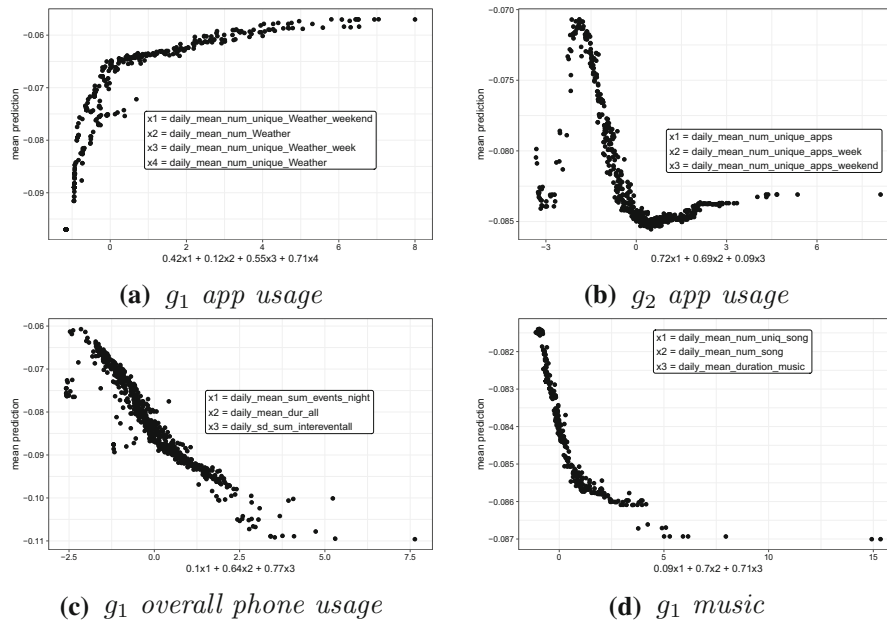 −0.06
−0.07
−0.08
−0.09
mean prediction
x1 = daily_mean_num_unique_Weather_weekend
x2 = daily_mean_num_Weather
x3 = daily_mean_num_unique_Weather_week
x4 = daily_mean_num_unique_Weather
0 2 4 6 8
0.42x1 + 0.12x2 + 0.55x3 + 0.71x4
(a) g1 app usage
−0.070
−0.075
−0.080
−0.085
mean prediction
x1 = daily_mean_num_unique_apps
x2 = daily_mean_num_unique_apps_week
x3 = daily_mean_num_unique_apps_weekend
−3 0 3 6
0.72x1 + 0.69x2 + 0.09x3
(b) g2 app usage
−0.06
−0.07
−0.08
−0.09
−0.10
−0.11
mean prediction
x1 = daily_mean_sum_events_night
x2 = daily_mean_dur_all
x3 = daily_sd_sum_intereventall
−2.5 0.0 2.5 5.0 7.5
0.1x1 + 0.64x2 + 0.77x3
(c) g1 overall phone usage
−0.082
−0.083
−0.084
−0.085
−0.086
−0.087
mean prediction
x1 = daily_mean_num_uniq_song
x2 = daily_mean_num_song
x3 = daily_mean_duration_music
0 5 10 15
0.09x1 + 0.7x2 + 0.71x3
(d) g1 music